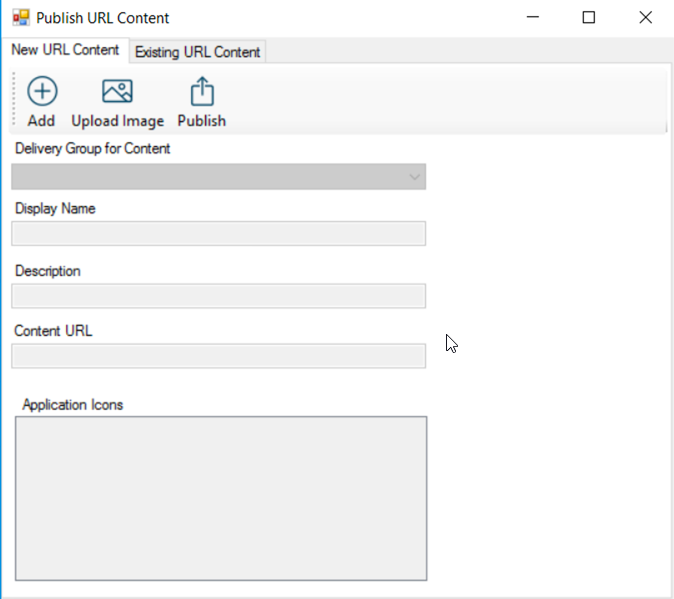 Publish URL Content
New URL Content Existing URL Content
Add Upload Image Publish
Delivery Group for Content
Display Name
Description
Content URL
Application Icons